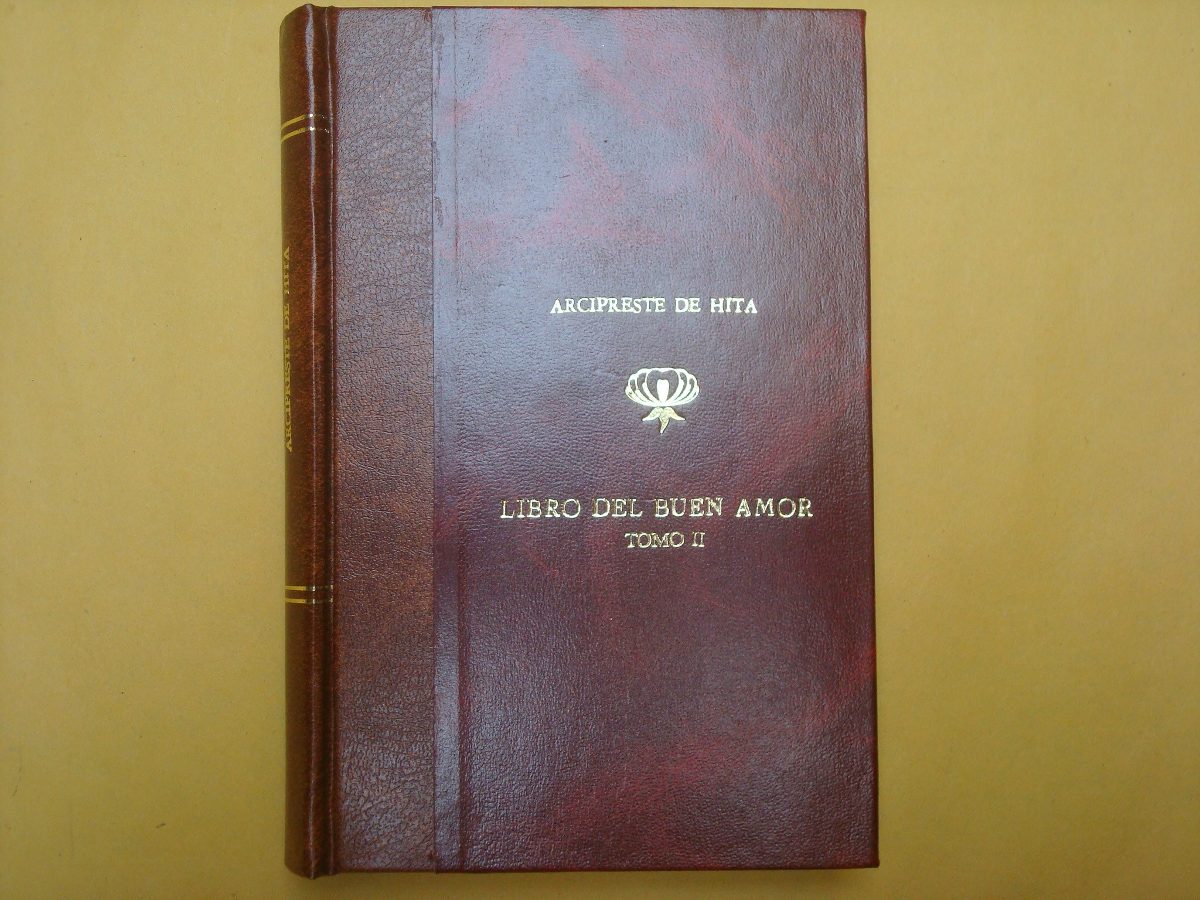 ARCIPRESTE DE HITA
ARCIPRESTE DE HITA
LIBRO DEL BUEN AMOR
TOMO II